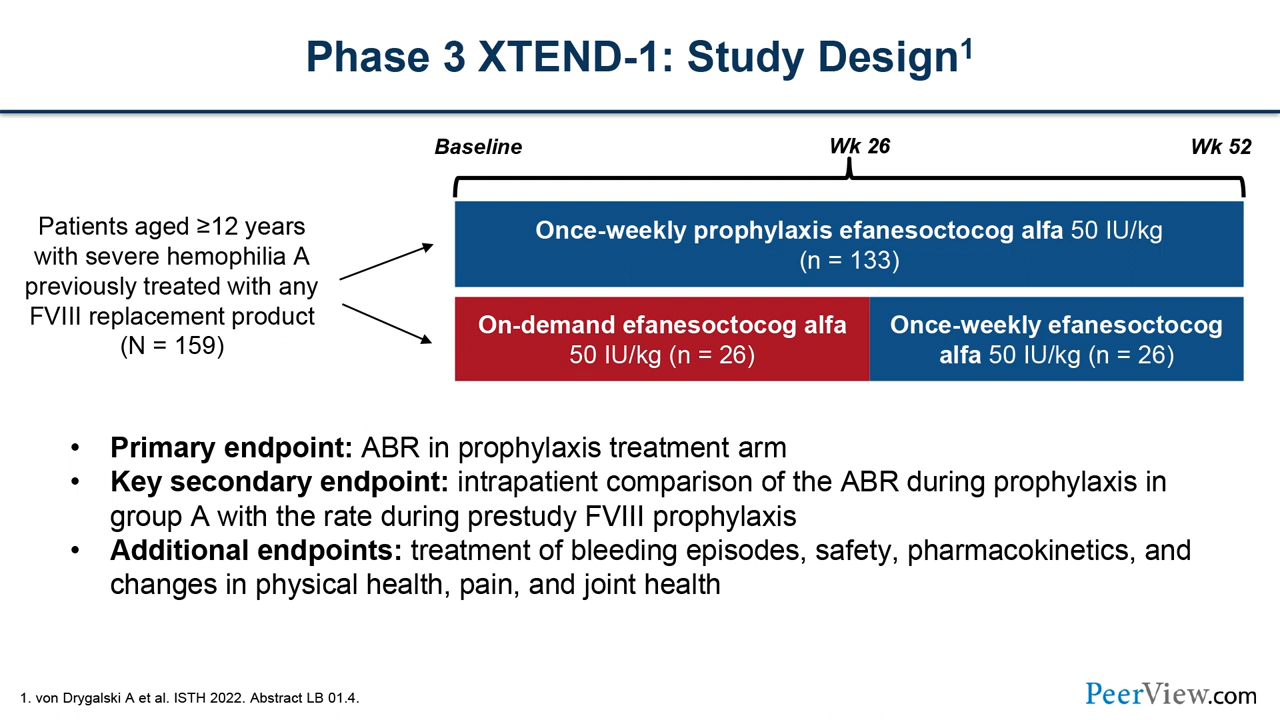 Phase 3 XTEND-1: Study Design1
Baseline
Wk 26
Wk 52
Patients aged ≥12 years
with severe hemophilia A
previously treated with any
FVIII replacement product
(N = 159)
Once-weekly prophylaxis efanesoctocog alfa 50 IU/kg
(n = 133)
On-demand efanesoctocog alfa
50 IU/kg (n = 26)
Once-weekly efanesoctocog
alfa 50 IU/kg (n = 26)
• Primary endpoint: ABR in prophylaxis treatment arm
• Key secondary endpoint: intrapatient comparison of the ABR during prophylaxis in
group A with the rate during prestudy FVIII prophylaxis
• Additional endpoints: treatment of bleeding episodes, safety, pharmacokinetics, and
changes in physical health, pain, and joint health
1. von Drygalski A et al. ISTH 2022. Abstract LB 01.4.
PeerView.com